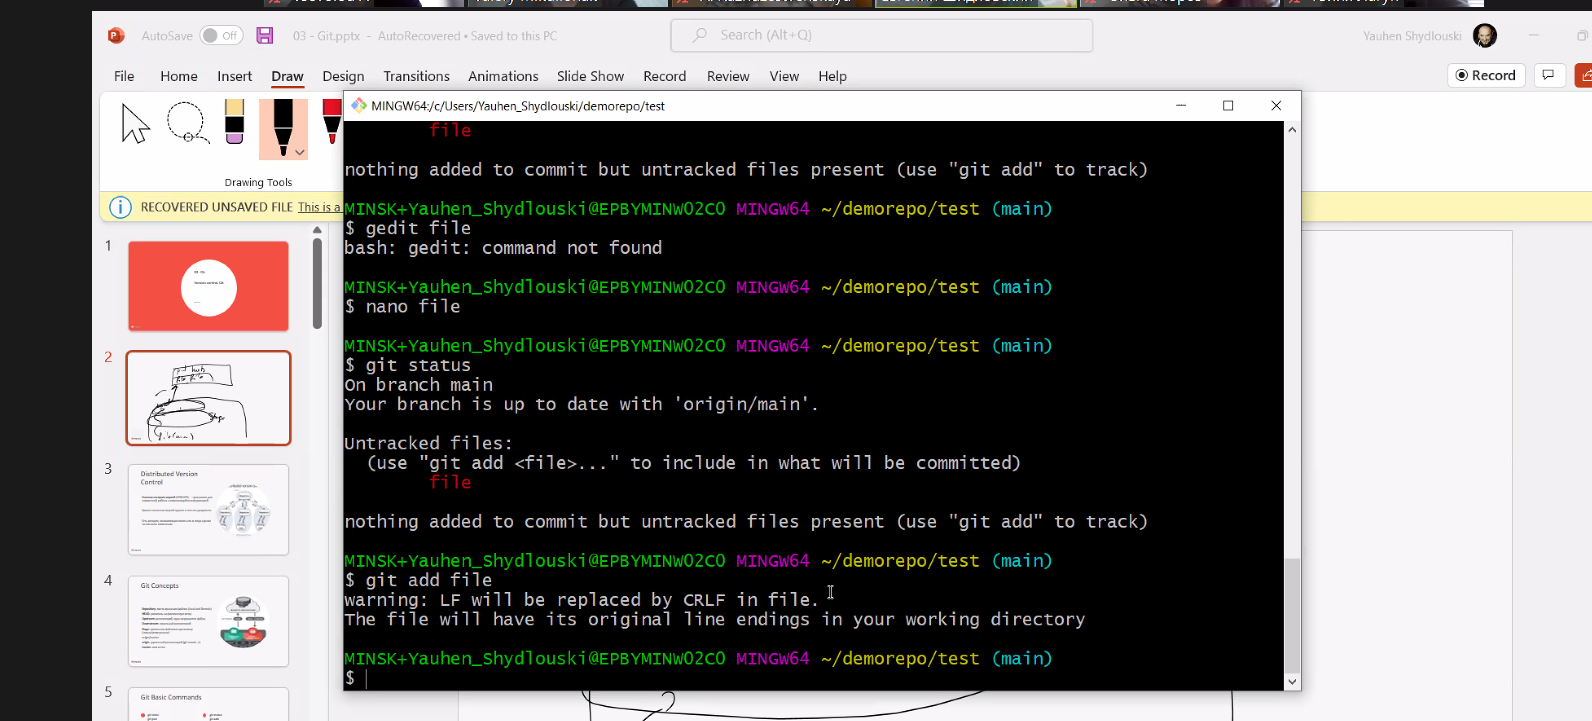 AutoSave Off 03 - Git.pptx - AutoRecovered • Saved to this PC Search (Alt+Q) Yauhen Shydlouski
File Home Insert Draw Design Transitions Animations Slide Show Record Review View Help Record
Drawing Tools
RECOVERED UNSAVED FILE This is a
MINGW64:/c/Users/Yauhen_Shydlouski/demorepo/test
file
nothing added to commit but untracked files present (use "git add" to track)
MINSK+Yauhen_Shydlouski@EPBYMINW02C0 MINGW64 ~/demorepo/test (main)
$ gedit file
bash: gedit: command not found
MINSK+Yauhen_Shydlouski@EPBYMINW02C0 MINGW64 ~/demorepo/test (main)
$ nano file
MINSK+Yauhen_Shydlouski@EPBYMINW02C0 MINGW64 ~/demorepo/test (main)
$ git status
On branch main
Your branch is up to date with 'origin/main'.
Untracked files:
(use "git add <file>..." to include in what will be committed)
file
nothing added to commit but untracked files present (use "git add" to track)
MINSK+Yauhen_Shydlouski@EPBYMINW02C0 MINGW64 ~/demorepo/test (main)
$ git add file
warning: LF will be replaced by CRLF in file.
The file will have its original line endings in your working directory
MINSK+Yauhen_Shydlouski@EPBYMINW02C0 MINGW64 ~/demorepo/test (main)
$
1
2
3
Distributed Version
Control
4
Git Concepts
5
Git Basic Commands